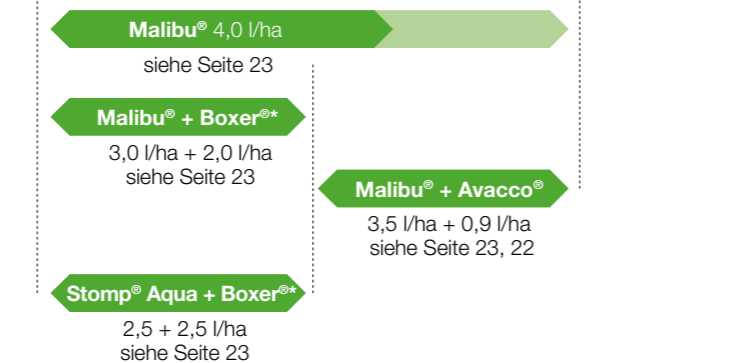 Malibu® 4,0 l/ha
siehe Seite 23
Malibu® + Boxer®*
3,0 l/ha + 2,0 l/ha
siehe Seite 23
Malibu® + Avacco®
3,5 l/ha + 0,9 l/ha
siehe Seite 23, 22
Stomp® Aqua + Boxer®*
2,5 + 2,5 l/ha
siehe Seite 23